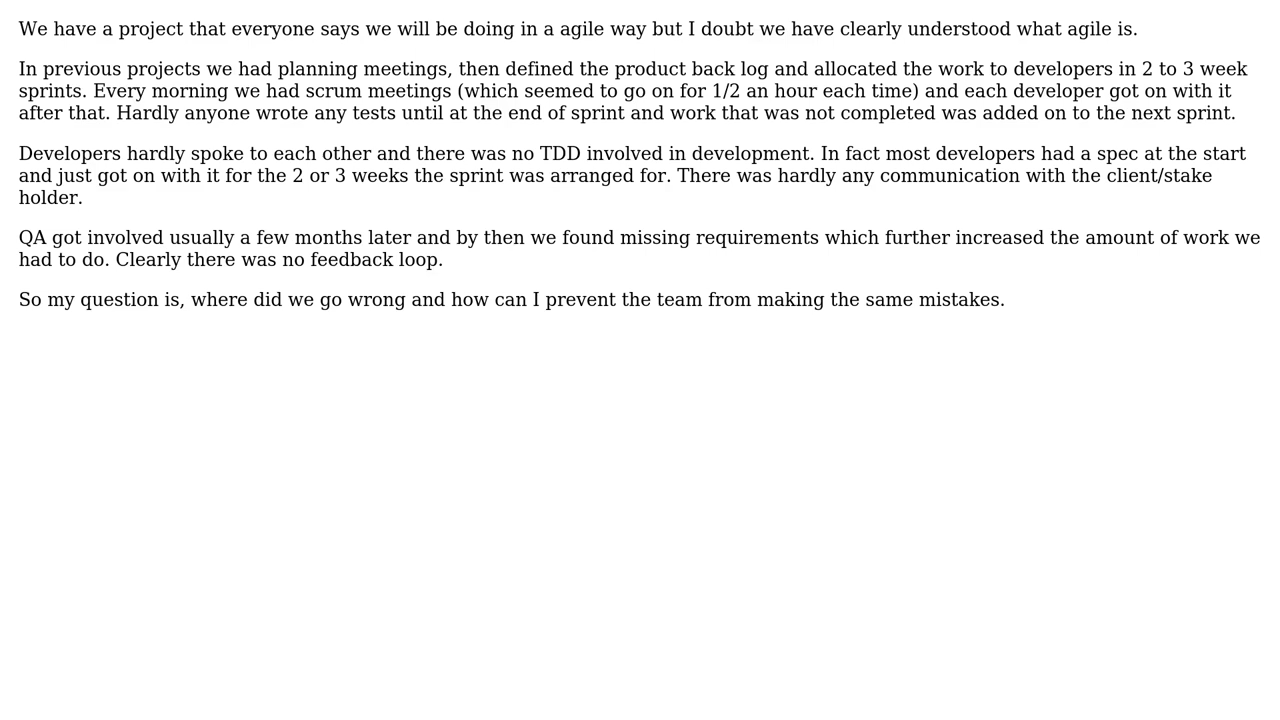 We have a project that everyone says we will be doing in a agile way but I doubt we have clearly understood what agile is.
In previous projects we had planning meetings, then defined the product back log and allocated the work to developers in 2 to 3 week
sprints. Every morning we had scrum meetings (which seemed to go on for 1/2 an hour each time) and each developer got on with it
after that. Hardly anyone wrote any tests until at the end of sprint and work that was not completed was added on to the next sprint.
Developers hardly spoke to each other and there was no TDD involved in development. In fact most developers had a spec at the start
and just got on with it for the 2 or 3 weeks the sprint was arranged for. There was hardly any communication with the client/stake
holder.
QA got involved usually a few months later and by then we found missing requirements which further increased the amount of work we
had to do. Clearly there was no feedback loop.
So my question is, where did we go wrong and how can I prevent the team from making the same mistakes.